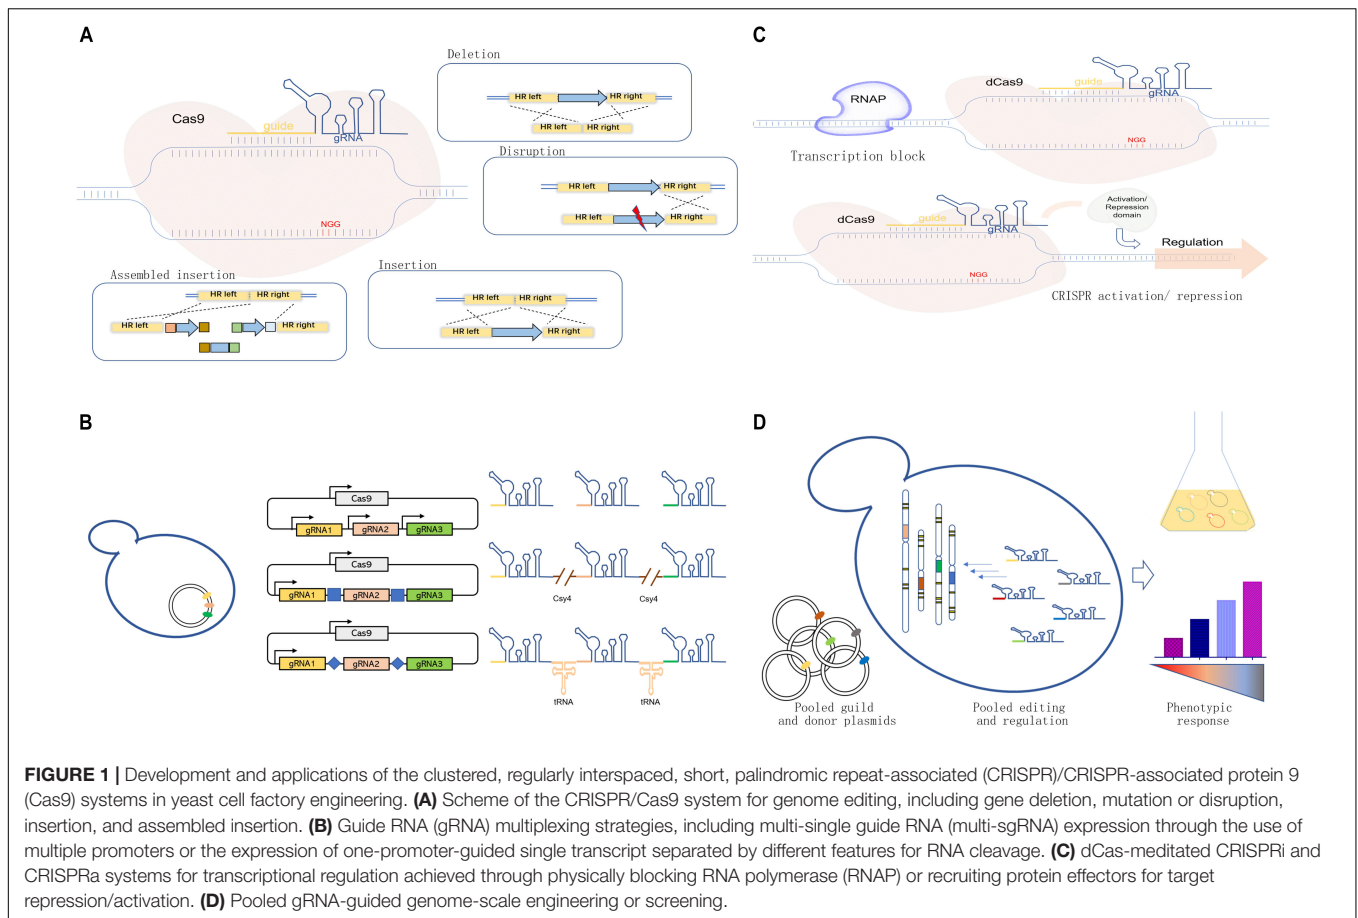 A
Deletion
HR left
HR right
HR left
HR right
Cas9
guide
gRNA
NGG
Disruption
HR left
HR right
HR left
HR right
Assembled insertion
HR left
HR right
HR left
HR right
Insertion
HR left
HR right
HR left
HR right
C
RNAP
dCas9
guide
gRNA
NGG
Transcription block
dCas9
guide
gRNA
NGG
Activation/
Repression
domain
Regulation
CRISPR activation/ repression
B
Cas9
gRNA1
gRNA2
gRNA3
Cas9
gRNA1
gRNA2
gRNA3
Csy4
Csy4
Cas9
gRNA1
gRNA2
gRNA3
tRNA
tRNA
D
Pooled guild
and donor plasmids
Pooled editing
and regulation
Phenotypic
response
FIGURE 1 | Development and applications of the clustered, regularly interspaced, short, palindromic repeat-associated (CRISPR)/CRISPR-associated protein 9
(Cas9) systems in yeast cell factory engineering. (A) Scheme of the CRISPR/Cas9 system for genome editing, including gene deletion, mutation or disruption,
insertion, and assembled insertion. (B) Guide RNA (gRNA) multiplexing strategies, including multi-single guide RNA (multi-sgRNA) expression through the use of
multiple promoters or the expression of one-promoter-guided single transcript separated by different features for RNA cleavage. (C) dCas-meditated CRISPRi and
CRISPRa systems for transcriptional regulation achieved through physically blocking RNA polymerase (RNAP) or recruiting protein effectors for target
repression/activation. (D) Pooled gRNA-guided genome-scale engineering or screening.